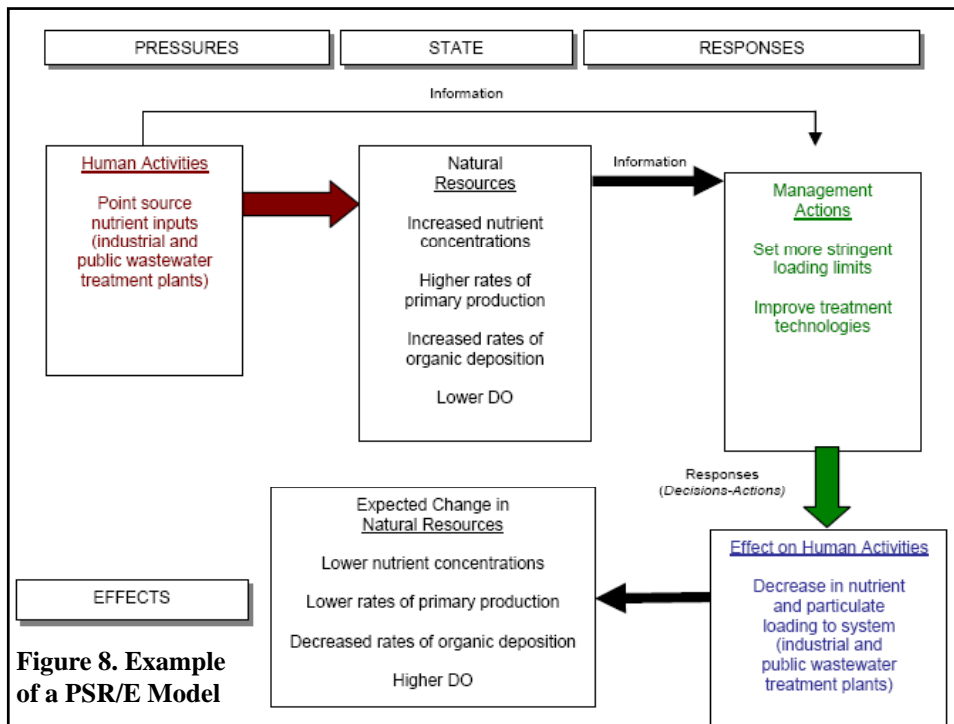 PRESSURES
STATE
RESPONSES
Information
Human Activities
Point source
nutrient inputs
(industrial and
public wastewater
treatment plants)
Natural
Resources
Increased nutrient
concentrations
Higher rates of
primary production
Increased rates of
organic deposition
Lower DO
Information
Management
Actions
Set more stringent
loading limits
Improve treatment
technologies
Responses
(Decisions-Actions)
Effect on Human Activities
Decrease in nutrient
and particulate
loading to system
(industrial and
public wastewater
treatment plants)
Expected Change in
Natural Resources
Lower nutrient concentrations
Lower rates of primary production
Decreased rates of organic deposition
Higher DO
EFFECTS
Figure 8. Example
of a PSR/E Model